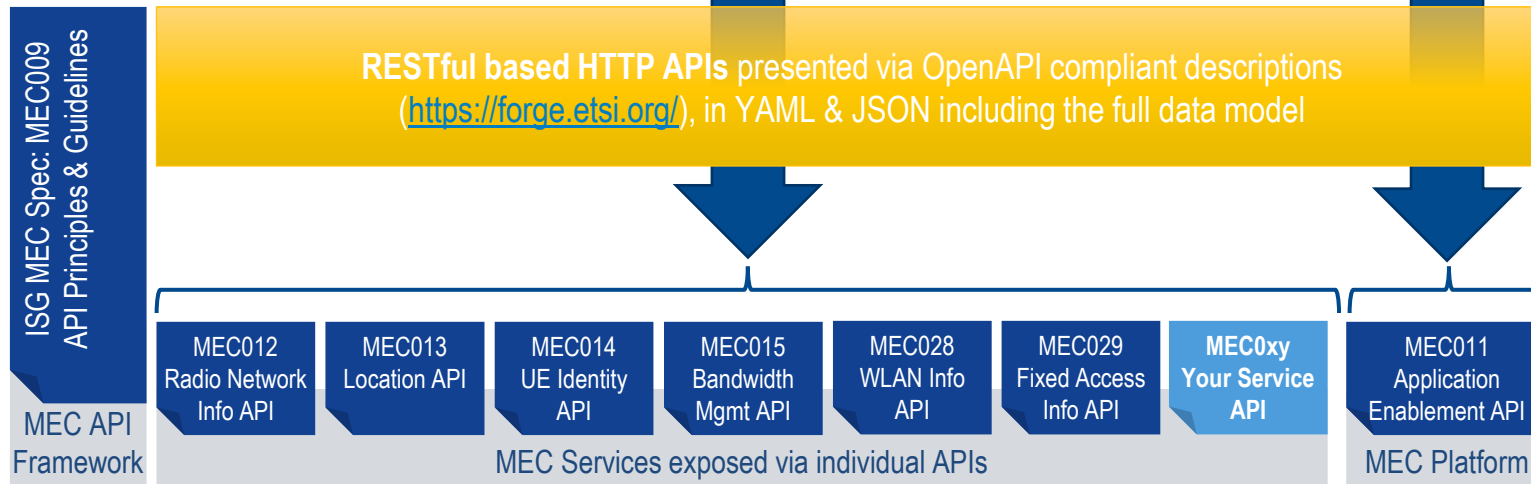 ISG MEC Spec: MEC009
API Principles & Guidelines
MEC API
Framework
RESTful based HTTP APIs presented via OpenAPI compliant descriptions
(https://forge.etsi.org/), in YAML & JSON including the full data model
MEC012
Radio Network
Info API
MEC013
Location API
MEC014
UE Identity
API
MEC015
Bandwidth
Mgmt API
MEC028
WLAN Info
API
MEC029
Fixed Access
Info API
MEC0xy
Your Service
API
MEC Services exposed via individual APIs
MEC011
Application
Enablement API
MEC Platform